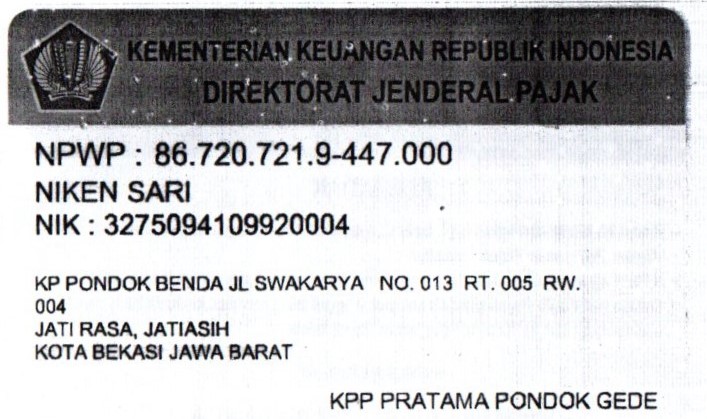 KEMENTERIAN KEUANGAN REPUBLIK INDONESIA
DIREKTORAT JENDERAL PAJAK
NPWP : 86.720.721.9-447.000
NIKEN SARI
NIK : 3275094109920004
KP PONDOK BENDA JL SWAKARYA NO. 013 RT. 005 RW.
004
JATI RASA, JATIASIH
KOTA BEKASI JAWA BARAT
KPP PRATAMA PONDOK GEDE